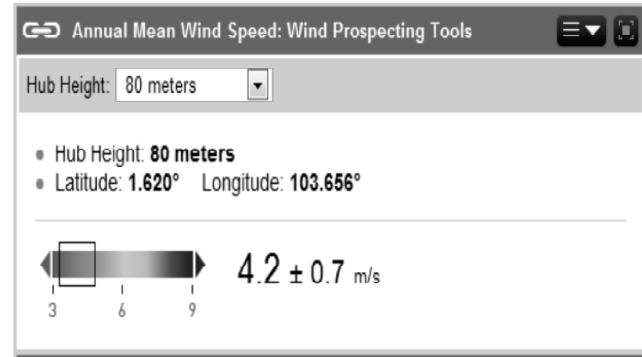 Annual Mean Wind Speed: Wind Prospecting Tools
Hub Height: 80 meters
Hub Height: 80 meters
Latitude: 1.620° Longitude: 103.656°
4.2 ± 0.7 m/s
3 6 9